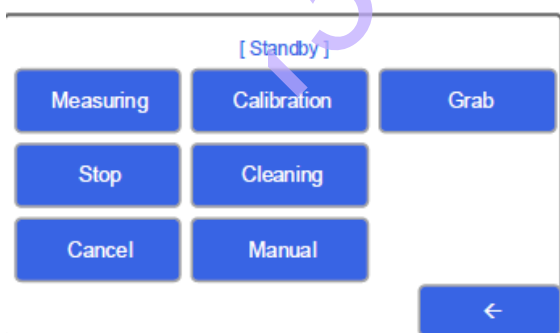 [ Standby ]
Measuring Calibration Grab
Stop Cleaning
Cancel Manual
←